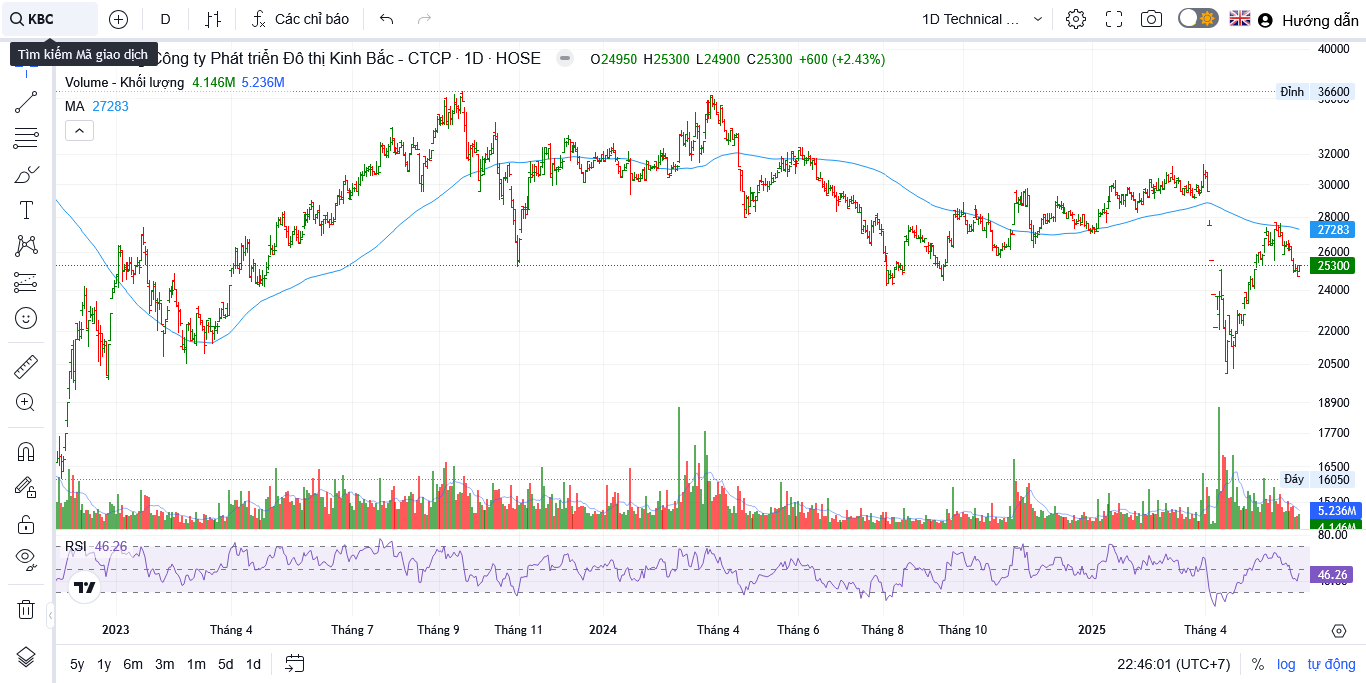 KBC D Các chỉ báo 1D Technical ... Hướng dẫn
Tìm kiếm Mã giao dịch
Công ty Phát triển Đô thị Kinh Bắc - CTCP · 1D · HOSE O24950 H25300 L24900 C25300 +600 (+2.43%)
Volume - Khối lượng 4.146M 5.236M
MA 27283
40000
Đỉnh 36600
32000
30000
28000
27283
26000
25300
24000
22000
20500
18900
17700
16500
Đáy 16050
5.236M
80.00
RSI 46.26
46.26
2023 Tháng 4 Tháng 7 Tháng 9 Tháng 11 2024 Tháng 4 Tháng 6 Tháng 8 Tháng 10 2025 Tháng 4
5y 1y 6m 3m 1m 5d 1d 22:46:01 (UTC+7) % log tự động